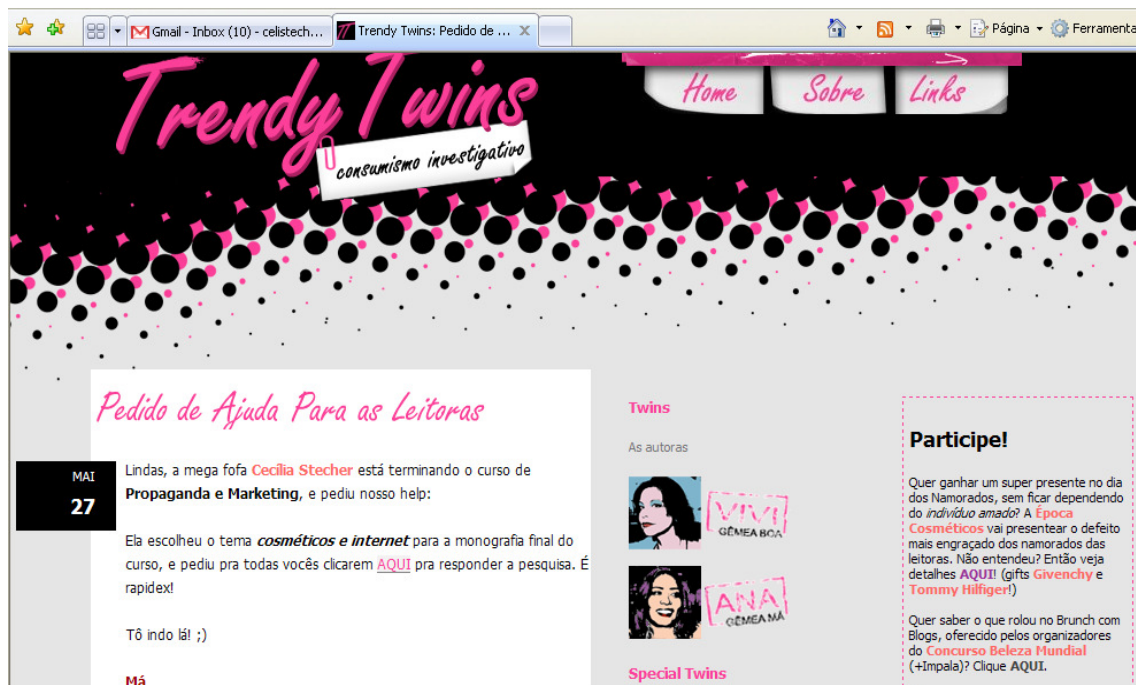 Gmail - Inbox (10) - celistech...
Trendy Twins: Pedido de ...
Página
Ferramenta
Trendy Twins
consumismo investigativo
Home
Sobre
Links
Pedido de Ajuda Para as Leitoras
MAI
27
Lindas, a mega fofa Cecília Stecher está terminando o curso de
Propaganda e Marketing, e pediu nosso help:
Ela escolheu o tema cosméticos e internet para a monografia final do
curso, e pediu pra todas vocês clicarem AQUI pra responder a pesquisa. É
rapidex!
Tô indo lá! ;)
Má
Twins
As autoras
VIVI
GÊMEA BOA
ANA
GÊMEA MÁ
Special Twins
Participe!
Quer ganhar um super presente no dia
dos Namorados, sem ficar dependendo
do indivíduo amado? A Época
Cosméticos vai presentear o defeito
mais engraçado dos namorados das
leitoras. Não entendeu? Então veja
detalhes AQUI! (gifts Givenchy e
Tommy Hilfiger!)
Quer saber o que rolou no Brunch com
Blogs, oferecido pelos organizadores
do Concurso Beleza Mundial
(+Impala)? Clique AQUI.